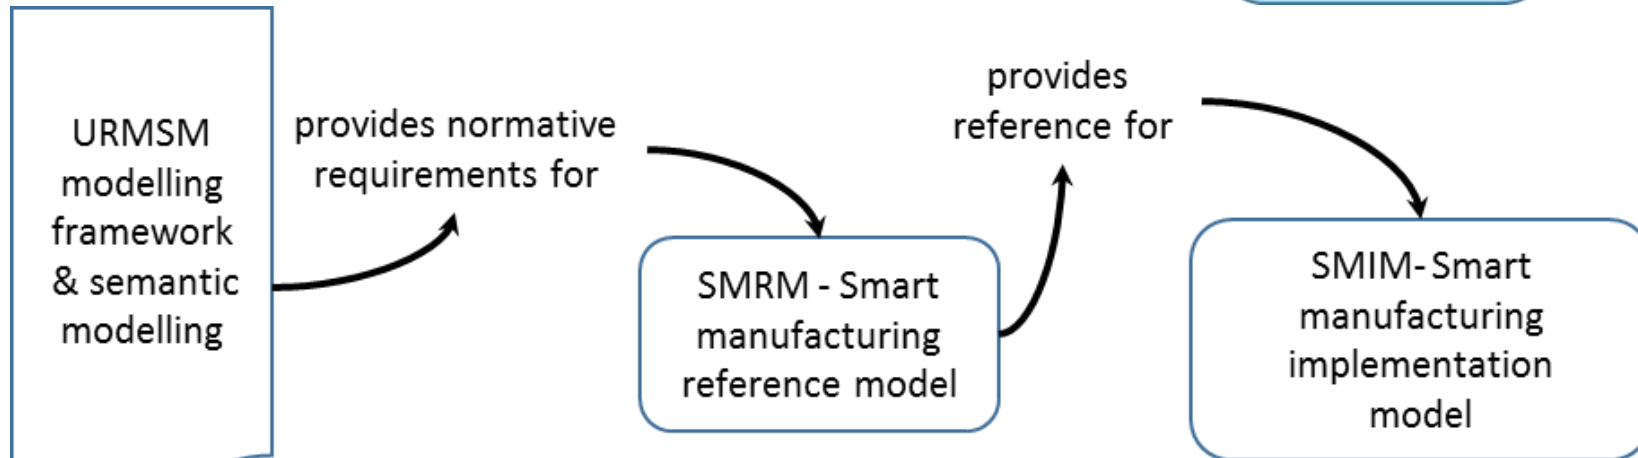 URMSM
modelling
framework
& semantic
modelling
provides normative
requirements for
SMRM - Smart
manufacturing
reference model
provides
reference for
SMIM- Smart
manufacturing
implementation
model